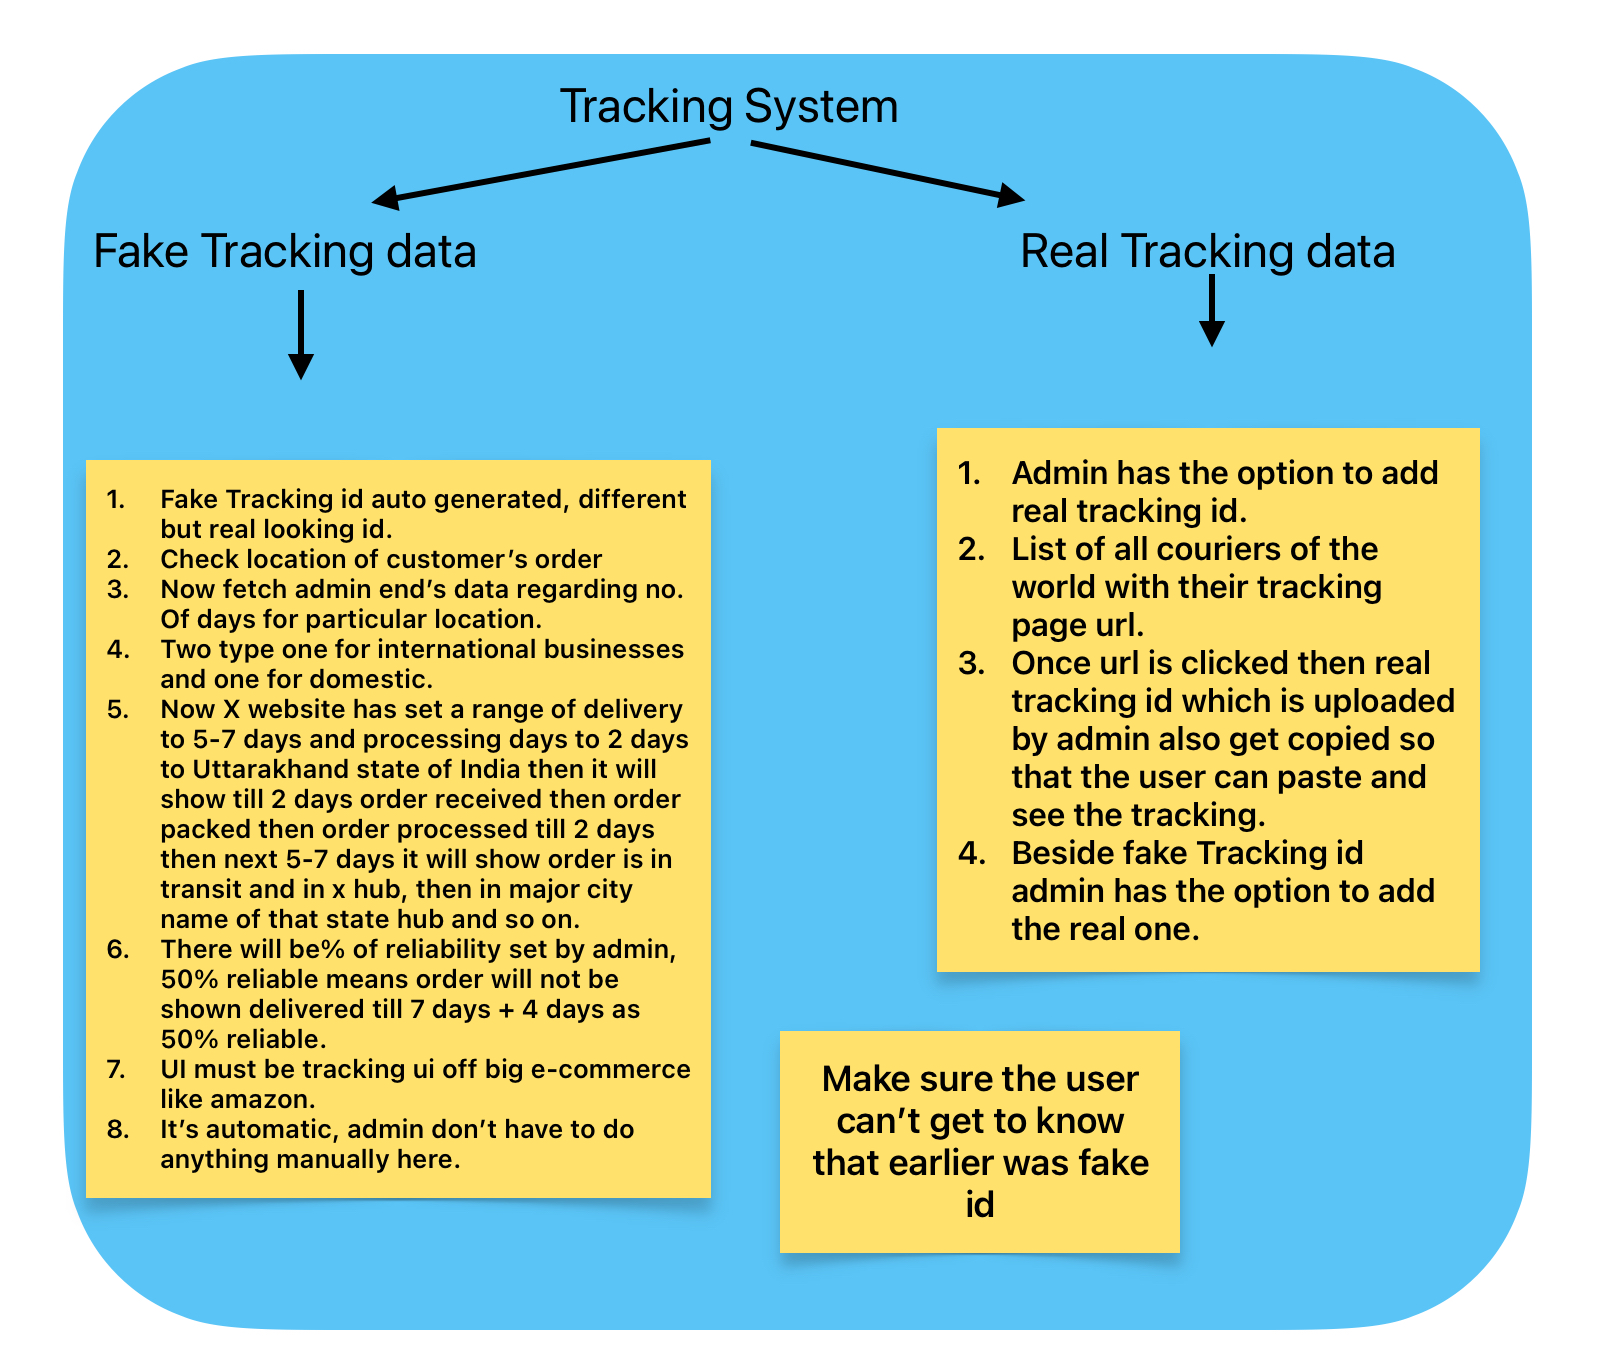 Tracking System
Fake Tracking data
Real Tracking data
1. Fake Tracking id auto generated, different
but real looking id.
2. Check location of customer's order
3. Now fetch admin end's data regarding no.
Of days for particular location.
4. Two type one for international businesses
and one for domestic.
5. Now X website has set a range of delivery
to 5-7 days and processing days to 2 days
to Uttarakhand state of India then it will
show till 2 days order received then order
packed then order processed till 2 days
then next 5-7 days it will show order is in
transit and in x hub, then in major city
name of that state hub and so on.
6. There will be% of reliability set by admin,
50% reliable means order will not be
shown delivered till 7 days + 4 days as
50% reliable.
7. UI must be tracking ui off big e-commerce
like amazon.
8. It's automatic, admin don't have to do
anything manually here.
1. Admin has the option to add
real tracking id.
2. List of all couriers of the
world with their tracking
page url.
3. Once url is clicked then real
tracking id which is uploaded
by admin also get copied so
that the user can paste and
see the tracking.
4. Beside fake Tracking id
admin has the option to add
the real one.
Make sure the user
can't get to know
that earlier was fake
id